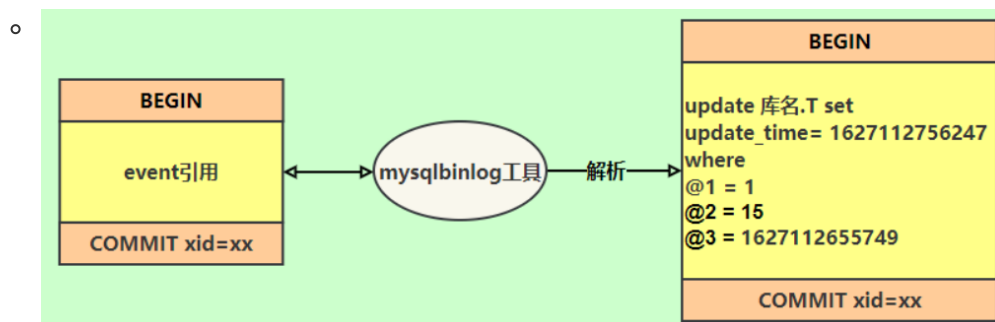 BEGIN
event引用
COMMIT xid=xx
mysqlbinlog工具
解析
BEGIN
update 库名.T set
update_time= 1627112756247
where
@1 = 1
@2 = 15
@3 = 1627112655749
COMMIT xid=xx